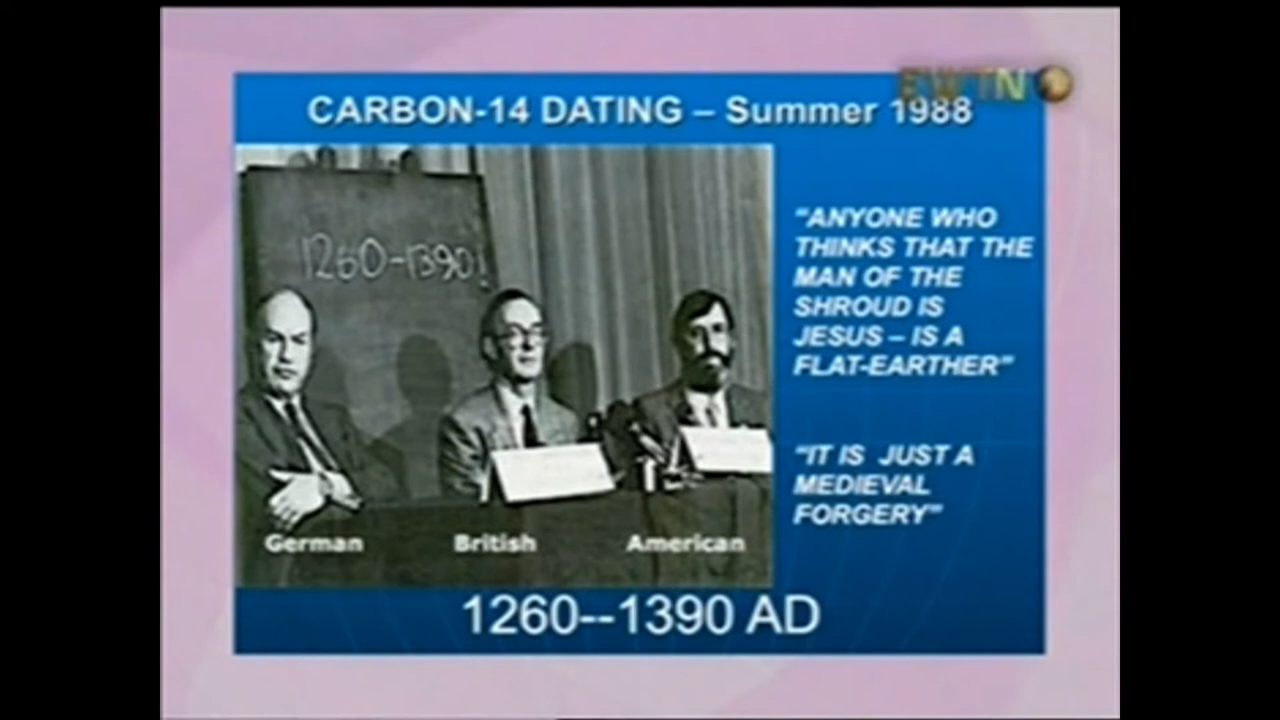 EWTN
CARBON-14 DATING – Summer 1988
1260-1390!
“ANYONE WHO
THINKS THAT THE
MAN OF THE
SHROUD IS
JESUS – IS A
FLAT-EARTHER”
“IT IS JUST A
MEDIEVAL
FORGERY”
German British American
1260--1390 AD